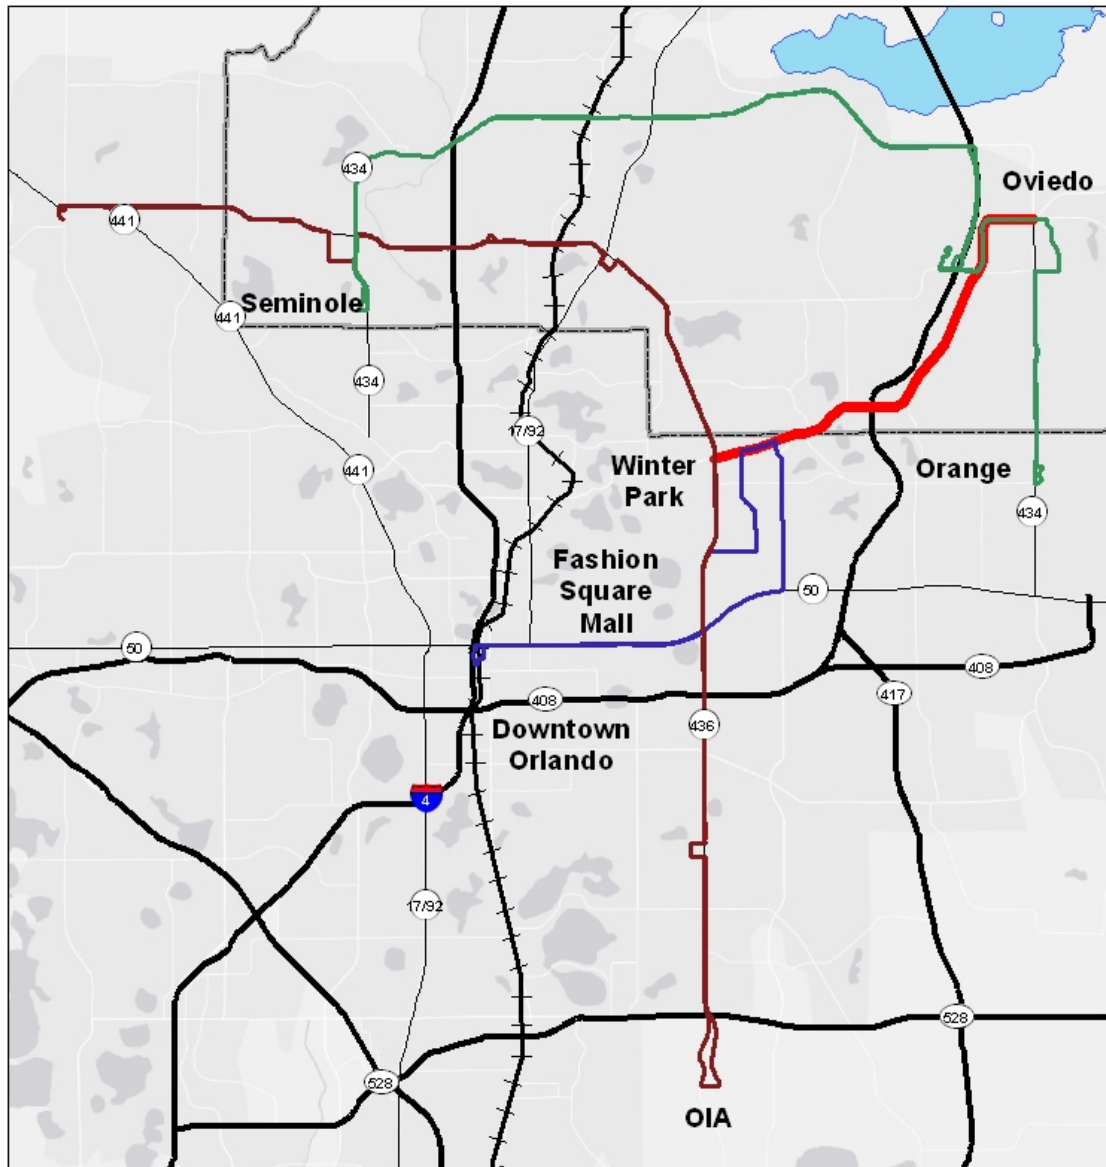 434
Oviedo
441
Seminole
441
434
17/92
441
Winter
Park
Orange
434
Fashion
Square
Mall
50
50
408
408
417
436
Downtown
Orlando
4
17/92
528
528
OIA